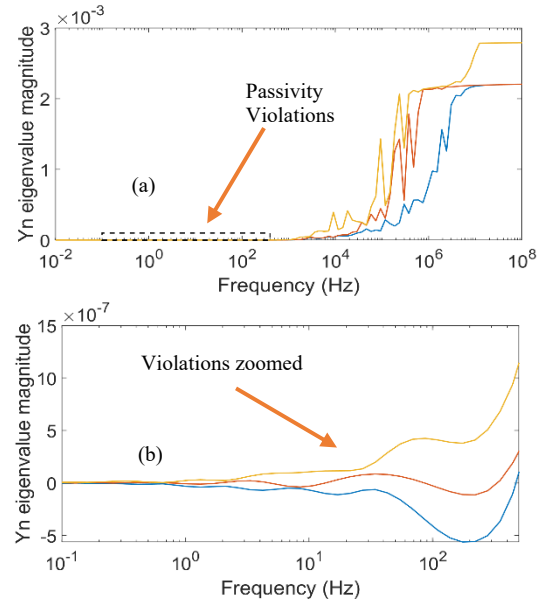 ×10⁻³
3
2
1
0
Yn eigenvalue magnitude
Passivity
Violations
(a)
10⁻² 10⁰ 10² 10⁴ 10⁶ 10⁸
Frequency (Hz)
×10⁻⁷
15
10
5
0
-5
Yn eigenvalue magnitude
Violations zoomed
(b)
10⁻¹ 10⁰ 10¹ 10²
Frequency (Hz)